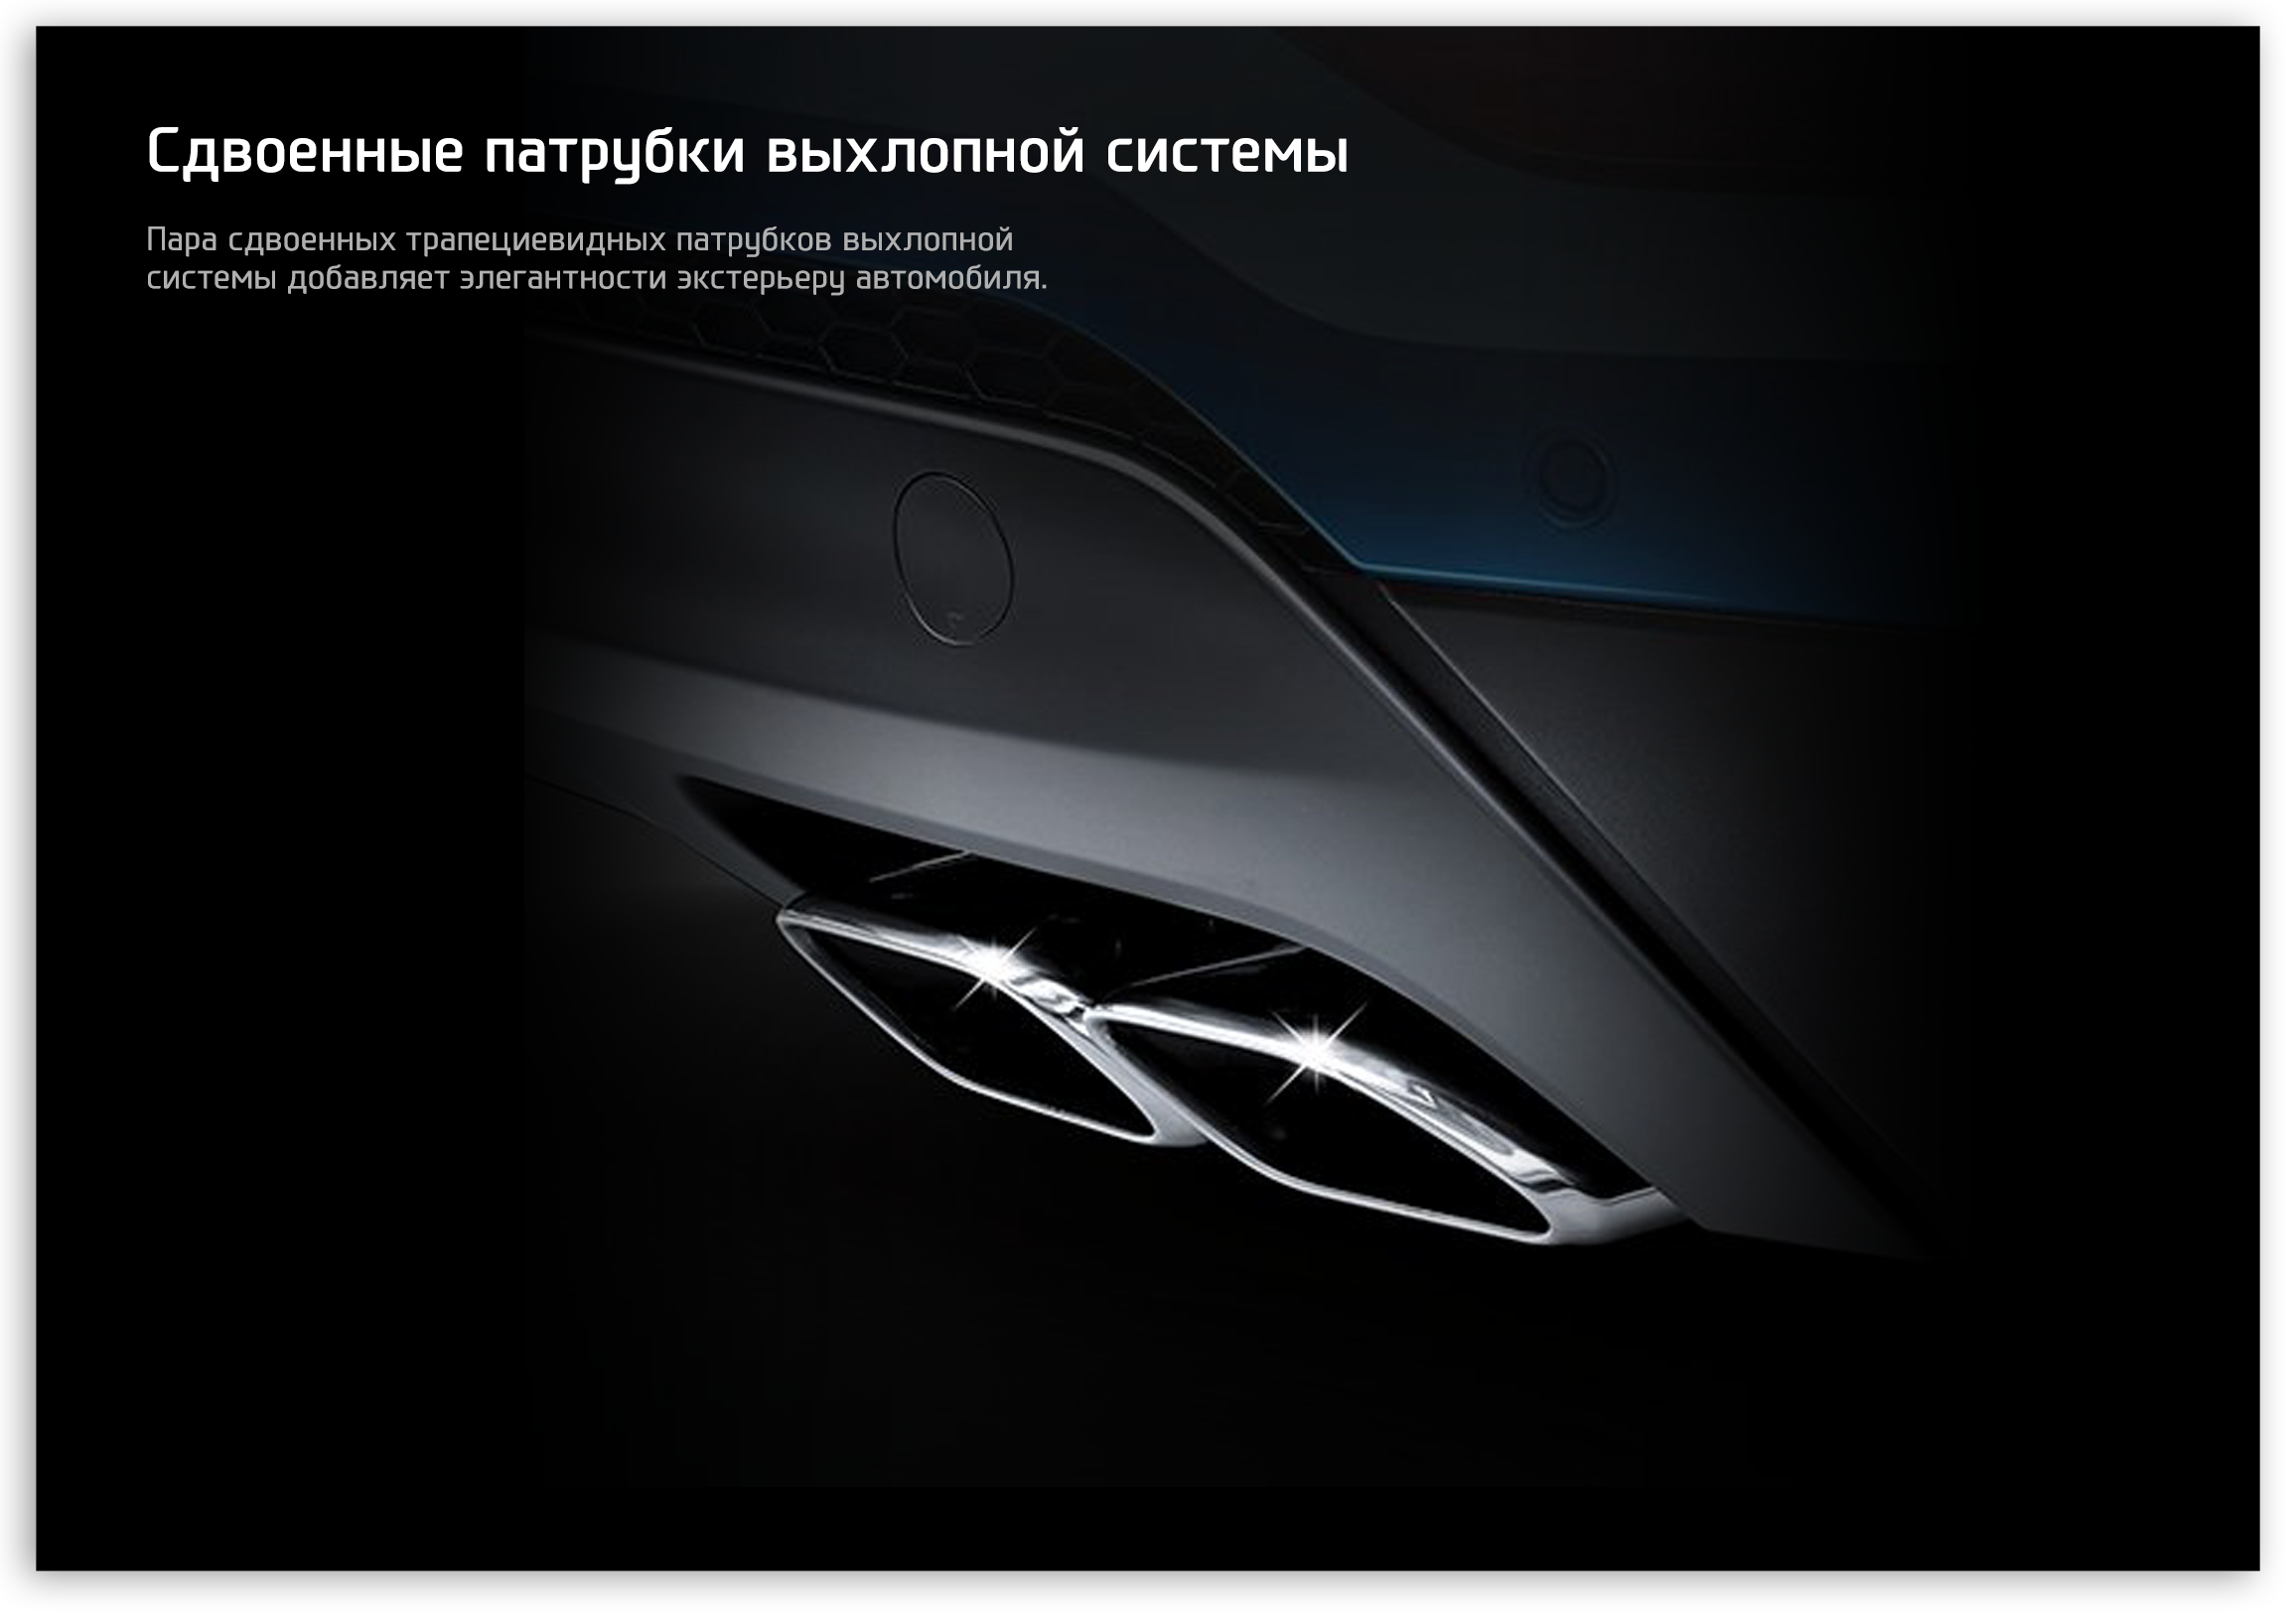 Сдвоенные патрубки выхлопной системы
Пара сдвоенных трапециевидных патрубков выхлопной
системы добавляет элегантности экстерьеру автомобиля.